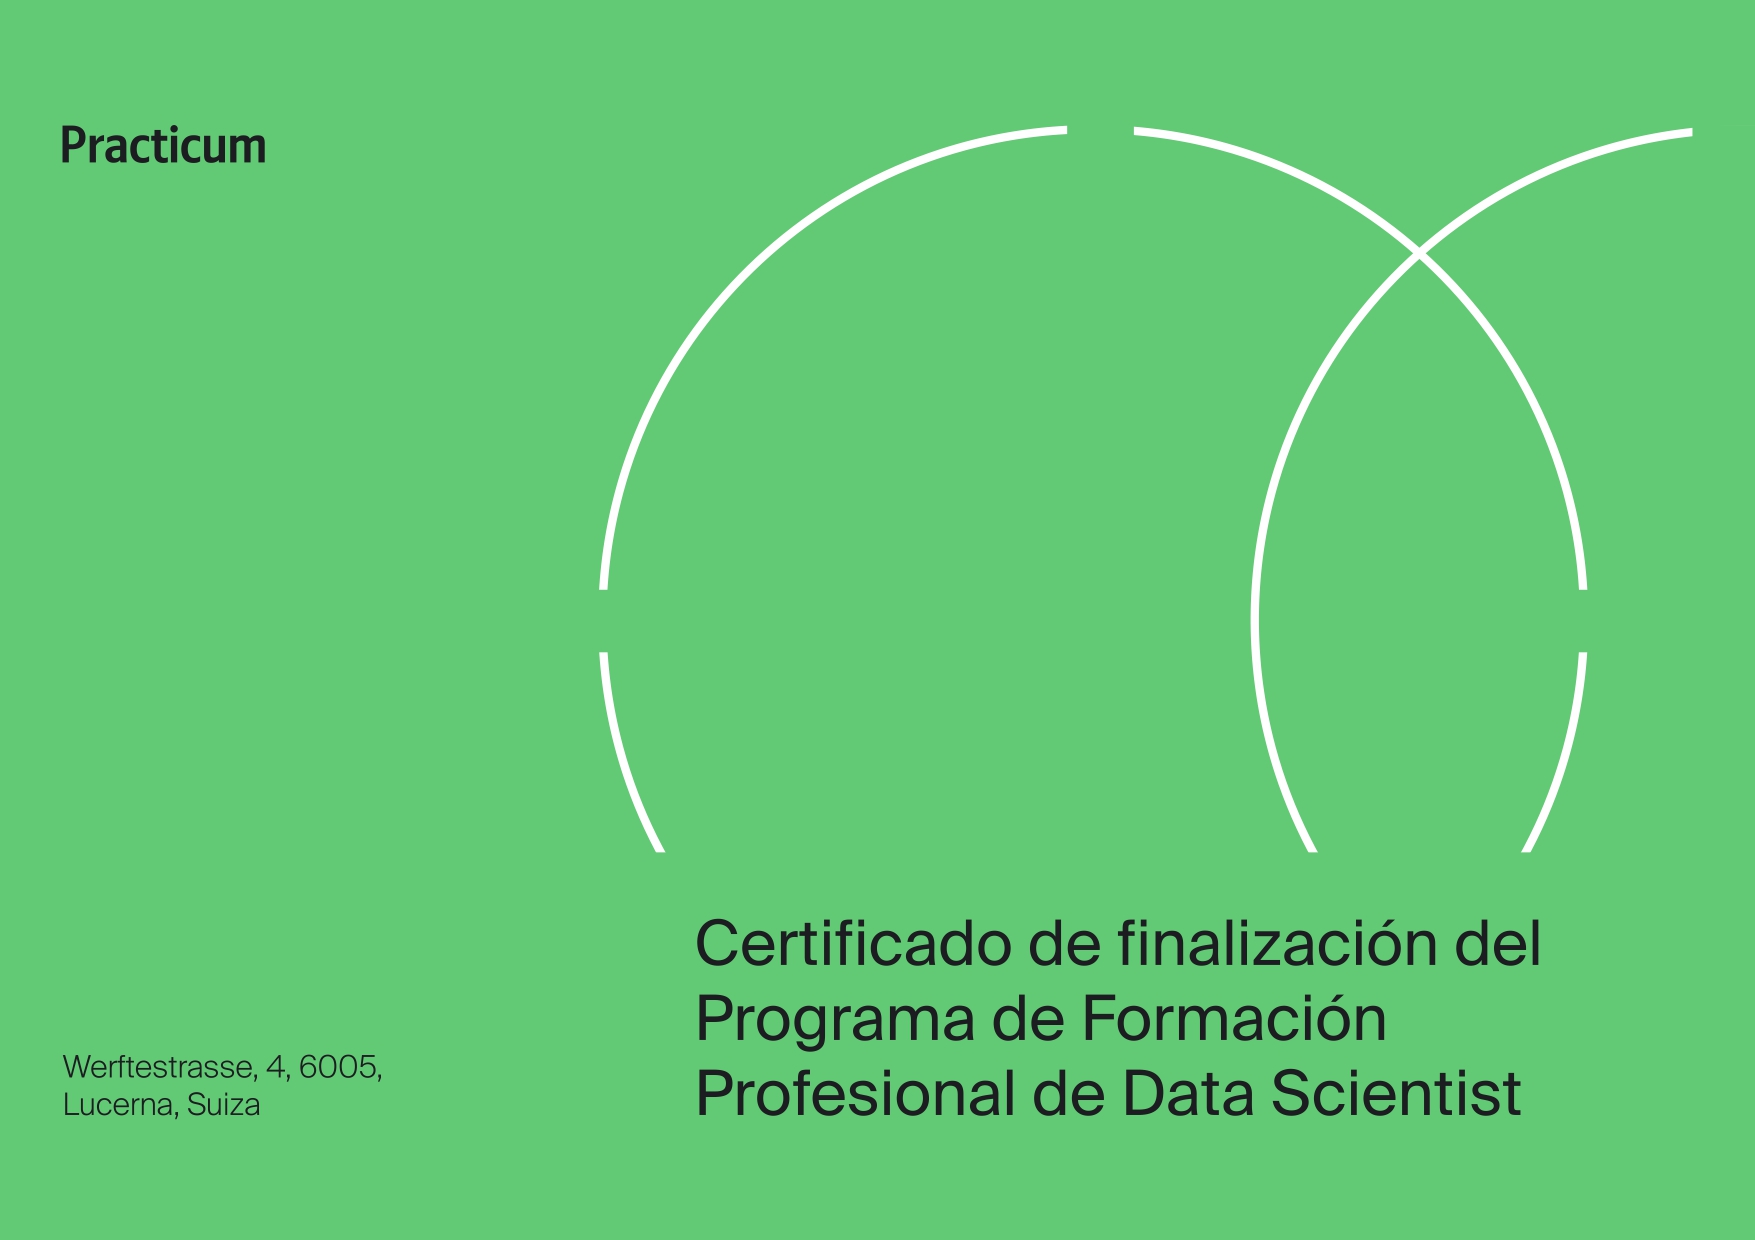 Practicum
Certificado de finalización del
Programa de Formación
Profesional de Data Scientist
Werftestrasse, 4, 6005,
Lucerna, Suiza